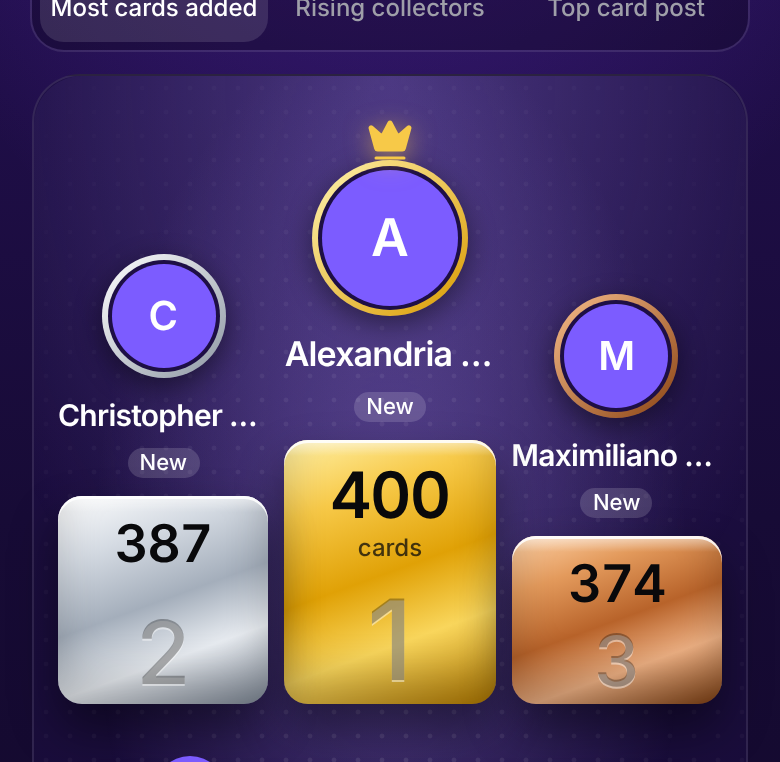 Most cards added
Rising collectors
Top card post
A
C
M
Alexandria ...
Christopher ...
New
Maximiliano ...
New
New
400
cards
387
374
1
2
3